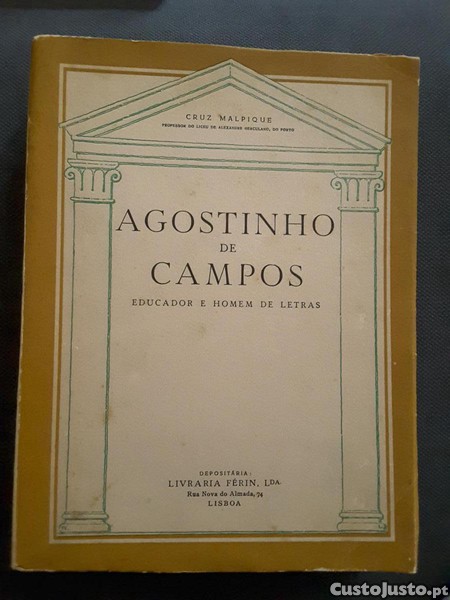 CRUZ MALPIQUE
PROFESSOR DO LICEU DE ALEXANDRE HERCULANO, DO PORTO
AGOSTINHO
DE
CAMPOS
EDUCADOR E HOMEM DE LETRAS
DEPOSITÁRIA:
LIVRARIA FÉRIN, LDA.
Rua Nova do Almada, 74
LISBOA
CustoJusto.pt